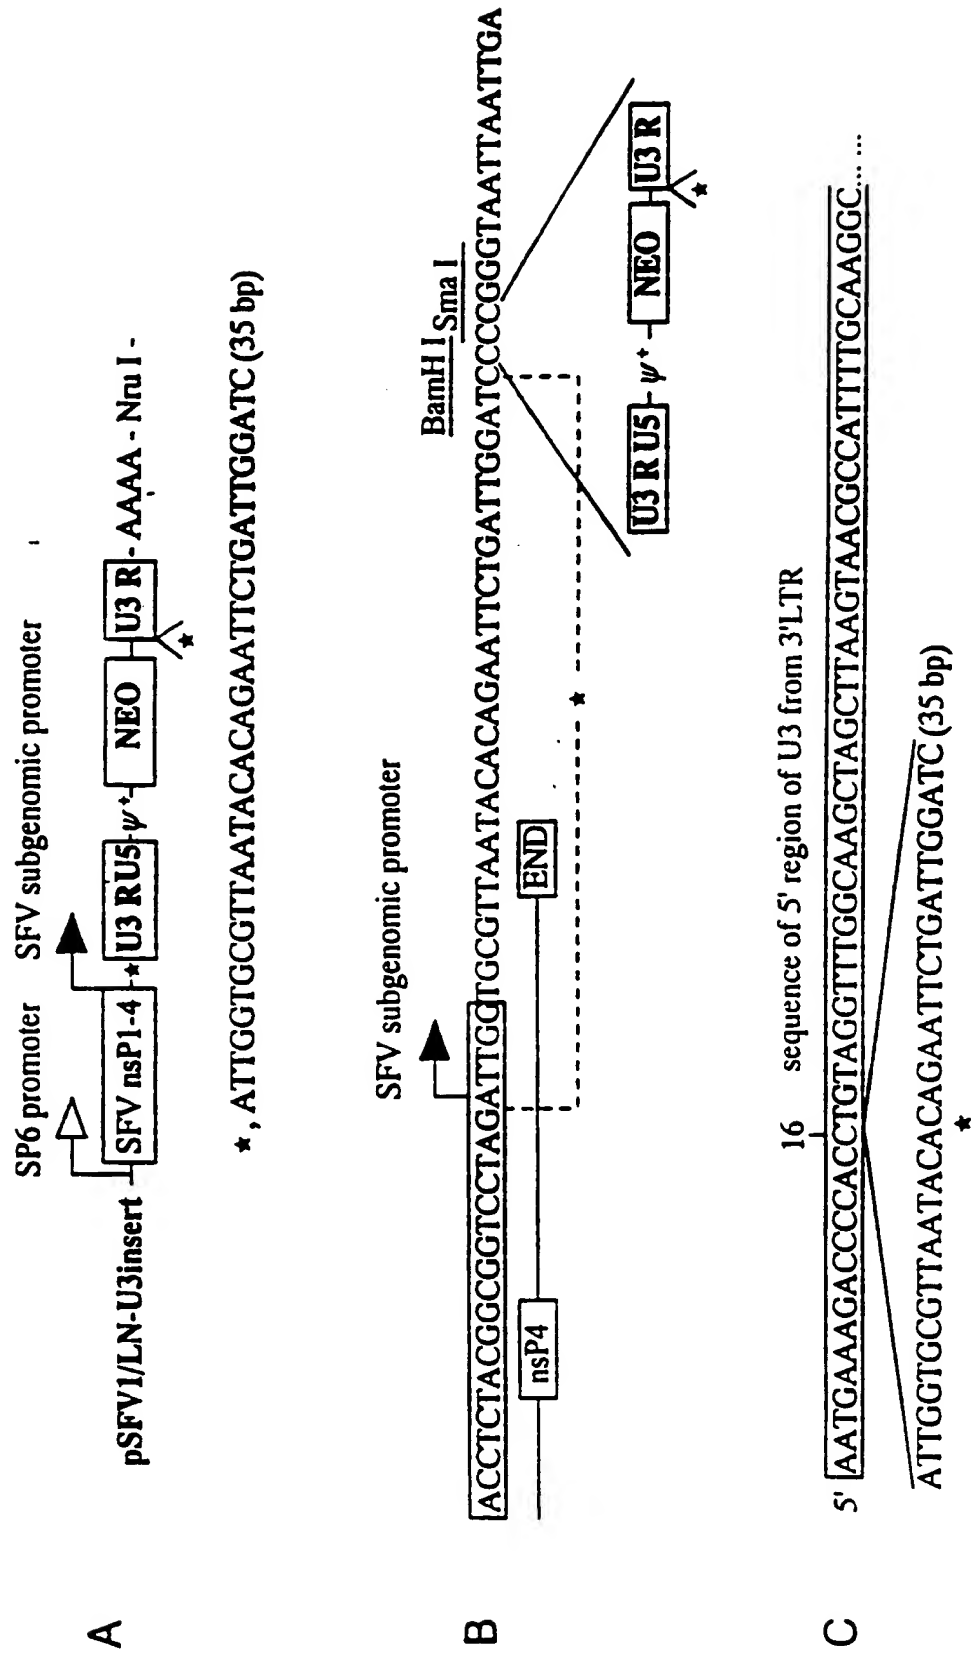 A
SP6 promoter
SFV subgenomic promoter
pSFV1/LN-U3insert
SFV nsP1-4 ★ U3 RU5 ψ+ NEO U3 R - AAAA - Nru I -
★
★, ATTGGTGCGTTAATACACAGAATTCTGATTGGATC (35 bp)
B
SFV subgenomic promoter
BamH I
Sma I
ACCTCTACGGCGGTCCTAGATTGGTGCGTTAATACACAGAATTCTGATTGGATCCCCGGGTAATTAATTGA
nsP4 END
★
U3 R U5 ψ+ NEO U3 R
★
C
16
sequence of 5' region of U3 from 3'LTR
5' AATGAAAGACCCCACCTGTAGGTTTGGCAAGCTAGCTTAAGTAACGCCATTTTGCAAGGC......
ATTGGTGCGTTAATACACAGAATTCTGATTGGATC (35 bp)
★